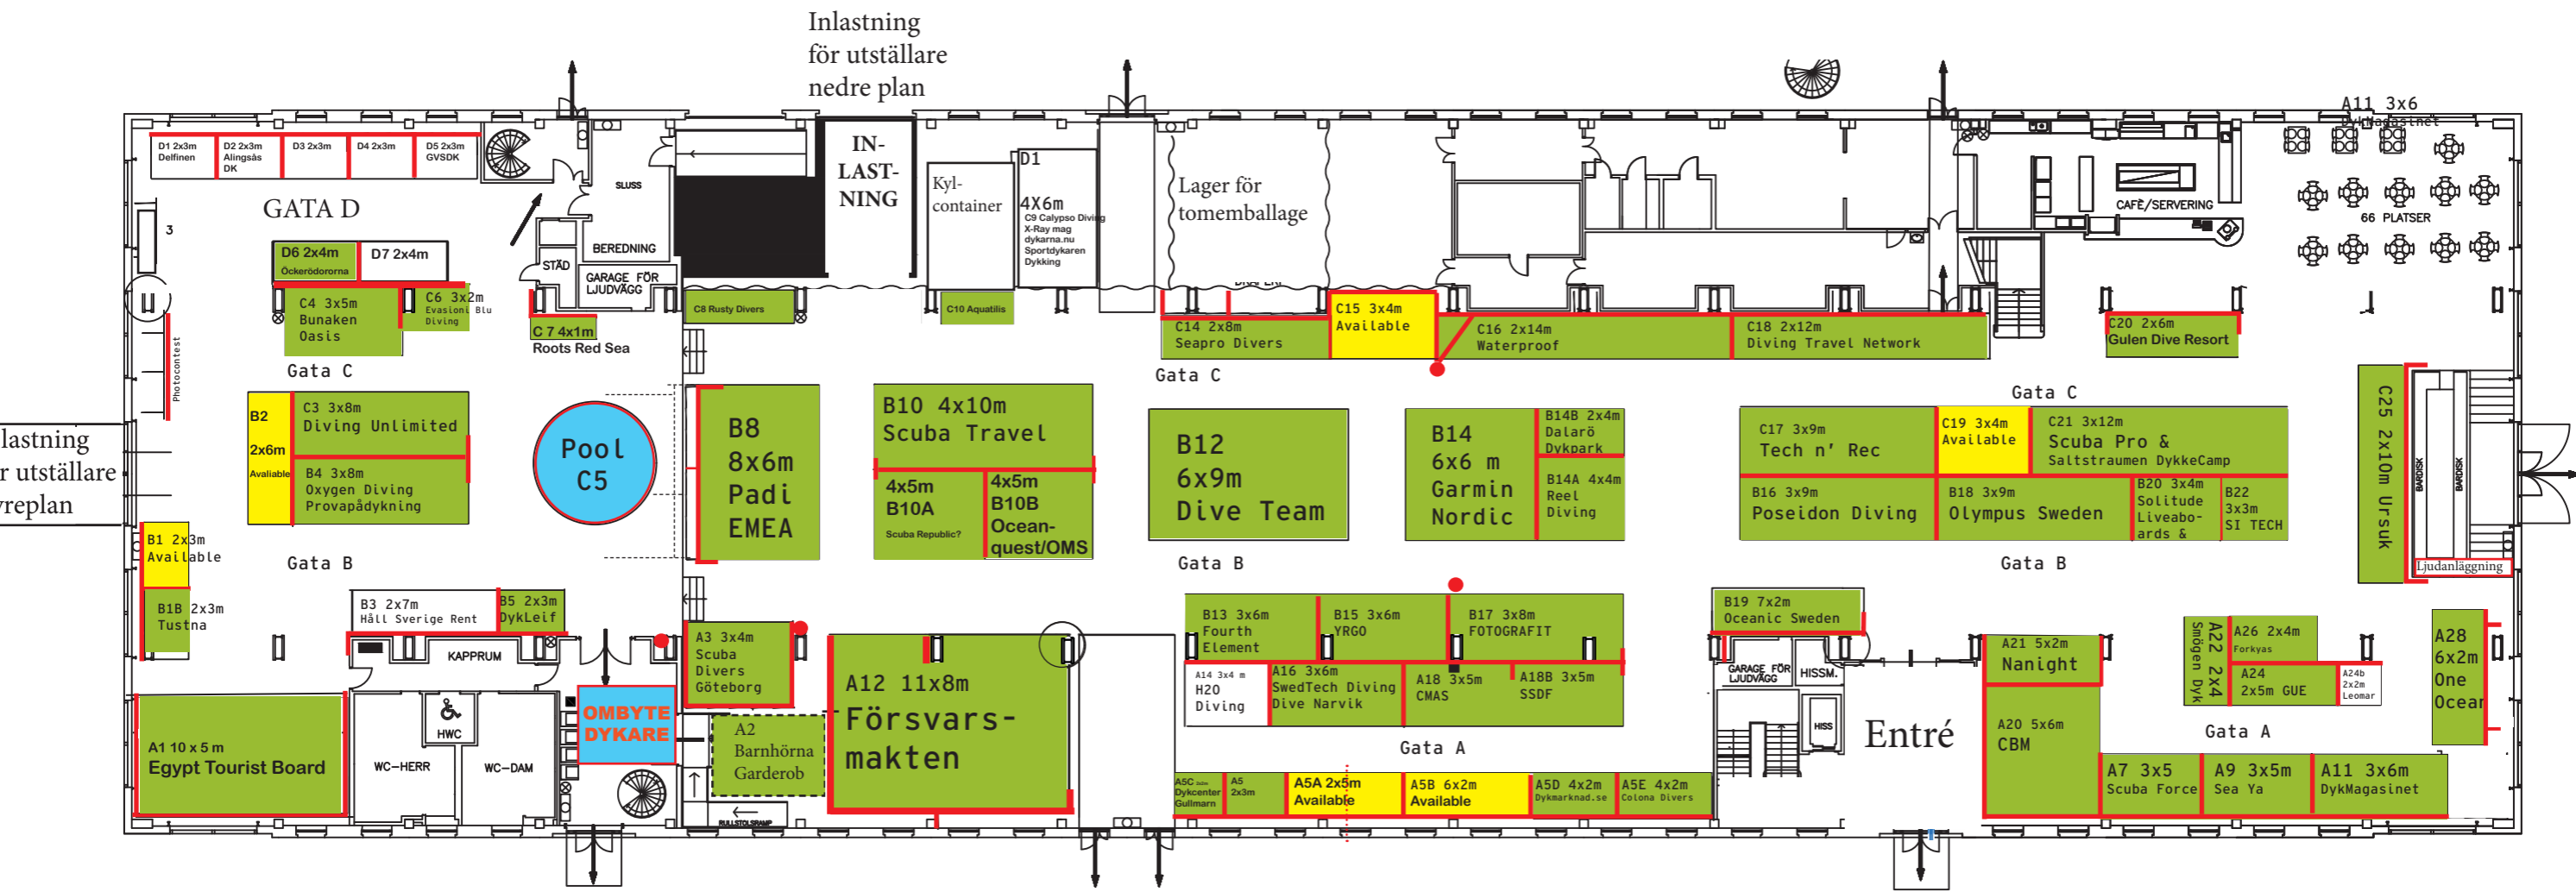 Inlastning
för utställare
nedre plan
A11 3x6
DykMagasinet
D1 2x3m
Delfinen
D2 2x3m
Alingsås
DK
D3 2x3m
D4 2x3m
D5 2x3m
GVSDK
SLUSS
IN-
LAST-
NING
Kyl-
container
D1
4X6m
C9 Calypso Diving
X-Ray mag
dykarna.nu
Sportdykaren
Dykking
Lager för
tomemballage
CAFÈ/SERVERING
66 PLATSER
GATA D
3
BEREDNING
STÄD
GARAGE FÖR
LJUDVÄGG
D6 2x4m
Öckerödororna
D7 2x4m
C4 3x5m
Bunaken
Oasis
C6 3x2m
Evasioni Blu
Diving
C 7 4x1m
Roots Red Sea
C8 Rusty Divers
C10 Aquatilis
C14 2x8m
Seapro Divers
C15 3x4m
Available
C16 2x14m
Waterproof
C18 2x12m
Diving Travel Network
C20 2x6m
Gulen Dive Resort
Photocontest
Gata C
Gata C
Gata C
lastning
r utställare
vreplan
B2
2x6m
Avaliable
C3 3x8m
Diving Unlimited
B4 3x8m
Oxygen Diving
Provapådykning
Pool
C5
B8
8x6m
Padi
EMEA
B10 4x10m
Scuba Travel
4x5m
B10A
Scuba Republic?
4x5m
B10B
Ocean-
quest/OMS
B12
6x9m
Dive Team
B14
6x6 m
Garmin
Nordic
B14B 2x4m
Dalarö
Dykpark
B14A 4x4m
Reel
Diving
C17 3x9m
Tech n' Rec
C19 3x4m
Available
C21 3x12m
Scuba Pro &
Saltstraumen DykkeCamp
B16 3x9m
Poseidon Diving
B18 3x9m
Olympus Sweden
B20 3x4m
Solitude
Liveabo-
ards &
B22
3x3m
SI TECH
C25 2x10m Ursuk
BARDISK
BARDISK
Ljudanläggning
B1 2x3m
Available
B1B 2x3m
Tustna
Gata B
Gata B
Gata B
B3 2x7m
Håll Sverige Rent
B5 2x3m
DykLeif
KAPPRUM
A3 3x4m
Scuba
Divers
Göteborg
A12 11x8m
Försvars-
makten
B13 3x6m
Fourth
Element
B15 3x6m
YRGO
B17 3x8m
FOTOGRAFIT
A14 3x4 m
H2O
Diving
A16 3x6m
SwedTech Diving
Dive Narvik
A18 3x5m
CMAS
A18B 3x5m
SSDF
B19 7x2m
Oceanic Sweden
GARAGE FÖR
LJUDVÄGG
HISSM.
HISS
Entré
A21 5x2m
Nanight
A20 5x6m
CBM
A22 2x4
Smögen Dyk
A26 2x4m
Forkyas
A24
2x5m GUE
A24b
2x2m
Leomar
A28
6x2m
One
Ocean
A1 10 x 5 m
Egypt Tourist Board
HWC
WC-HERR
WC-DAM
OMBYTE
DYKARE
A2
Barnhörna
Garderob
RULLSTOLSRAMP
Gata A
Gata A
A5C
Dykcenter
Gullmarn
A5
2x3m
A5A 2x5m
Available
A5B 6x2m
Available
A5D 4x2m
Dykmarknad.se
A5E 4x2m
Colona Divers
A7 3x5
Scuba Force
A9 3x5m
Sea Ya
A11 3x6m
DykMagasinet